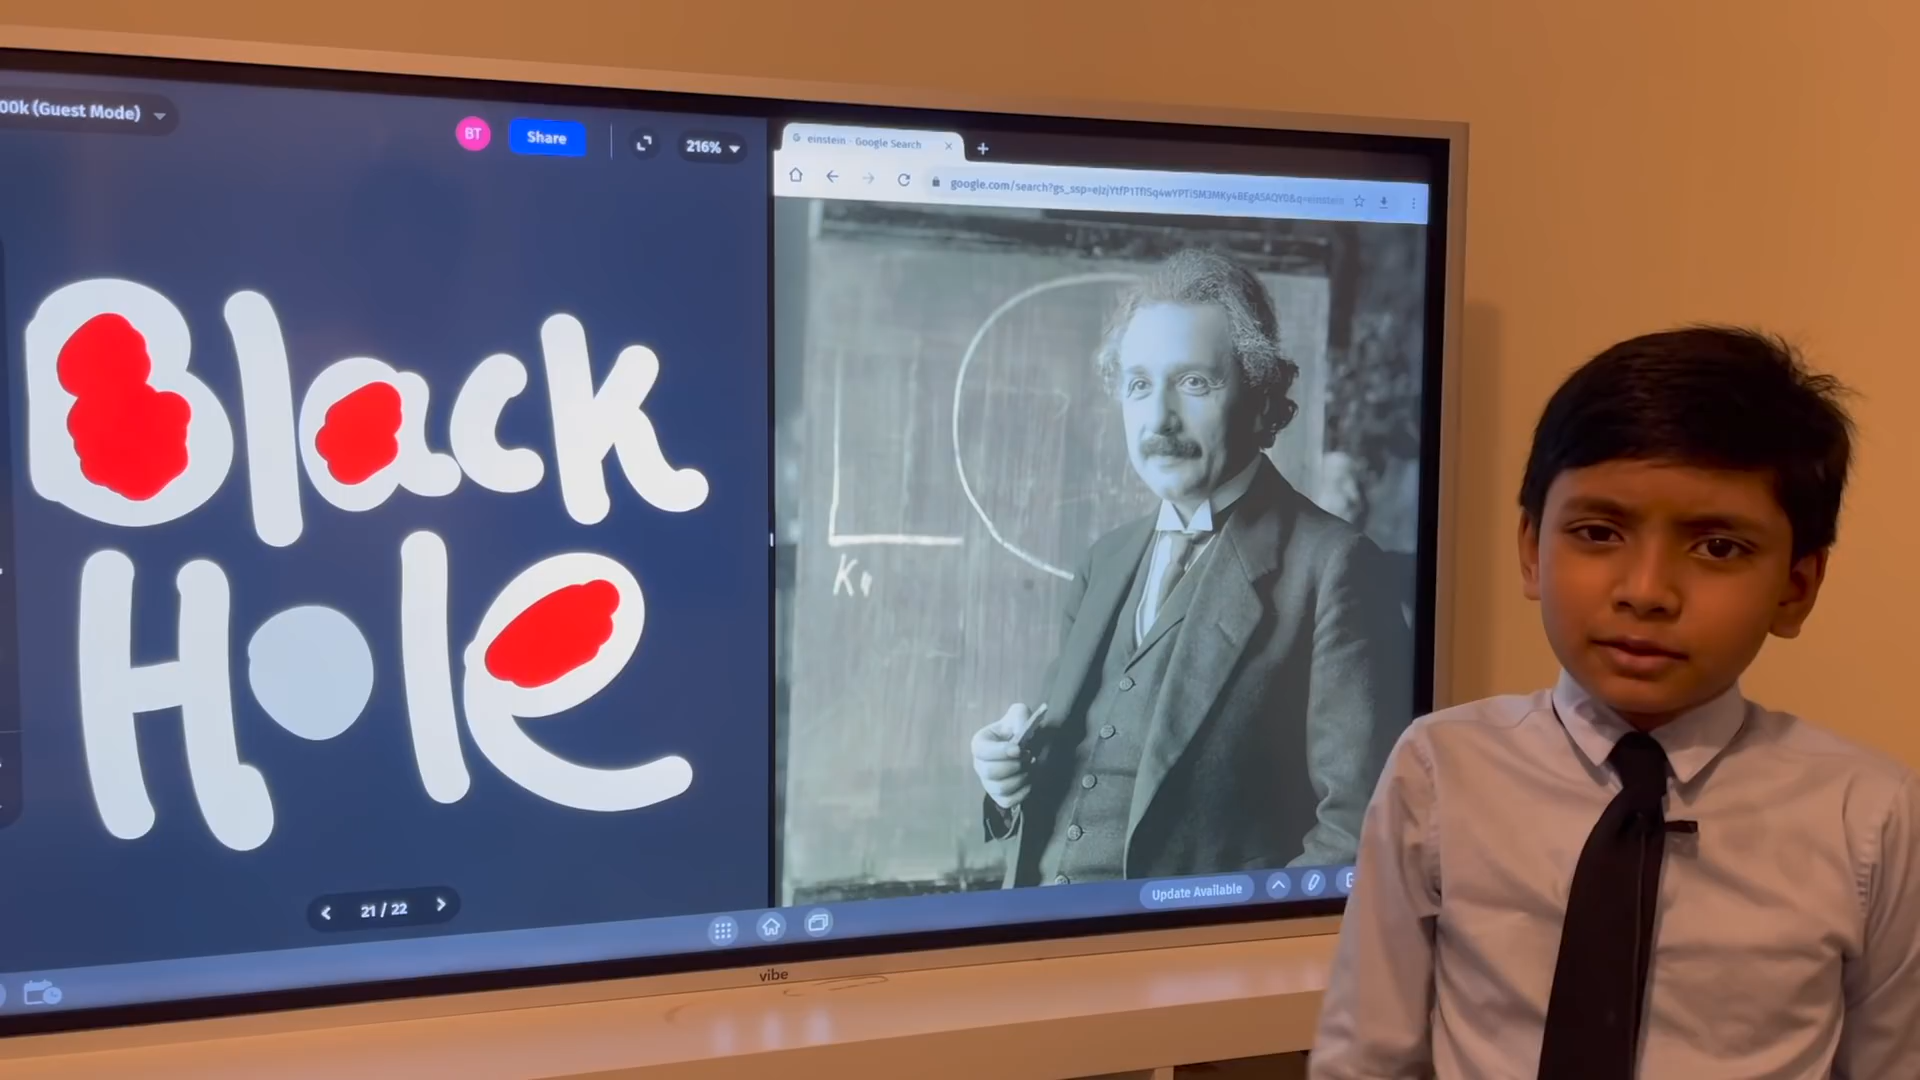 00k (Guest Mode)
BT
Share
216%
einstein - Google Search
Black
Hole
K
21 / 22
Update Available
vibe